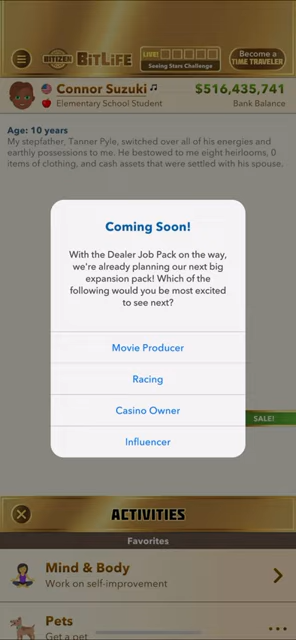 BITIZEN BITLIFE
LIVE!
Seeing Stars Challenge
Become a
TIME TRAVELER
Connor Suzuki
$516,435,741
Elementary School Student
Bank Balance
Age: 10 years
My stepfather, Tanner Pyle, switched over all of his energies and
earthly possessions to me. He bestowed to me eight heirlooms, 0
items of clothing, and cash assets that were settled with his spouse.
Coming Soon!
With the Dealer Job Pack on the way,
we're already planning our next big
expansion pack! Which of the
following would you be most excited
to see next?
Movie Producer
Racing
Casino Owner
SALE!
Influencer
ACTIVITIES
Favorites
Mind & Body
Work on self-improvement
Pets
Get a pet